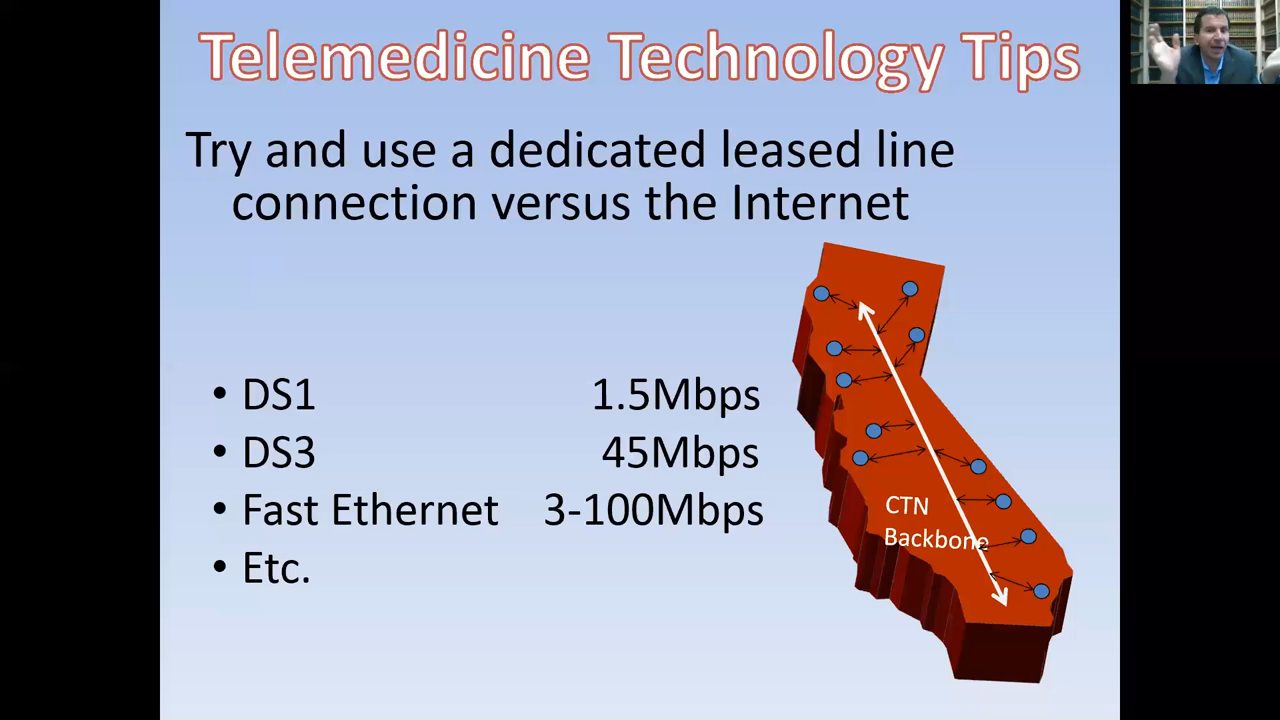 Telemedicine Technology Tips
Try and use a dedicated leased line
connection versus the Internet
• DS1 1.5Mbps
• DS3 45Mbps
• Fast Ethernet 3-100Mbps
• Etc.
CTN
Backbone